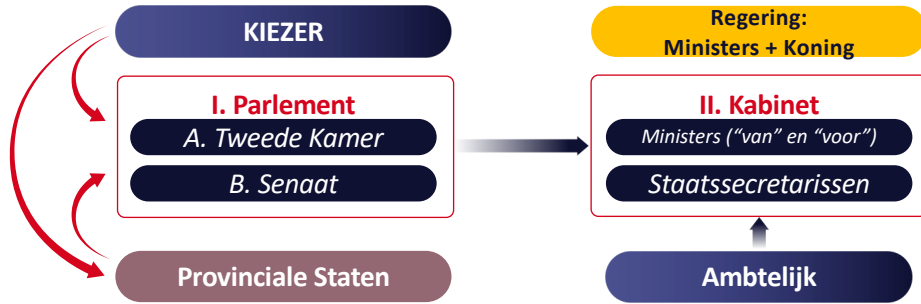 KIEZER
I. Parlement
A. Tweede Kamer
B. Senaat
Provinciale Staten
Regering:
Ministers + Koning
II. Kabinet
Ministers (“van” en “voor”)
Staatssecretarissen
Ambtelijk